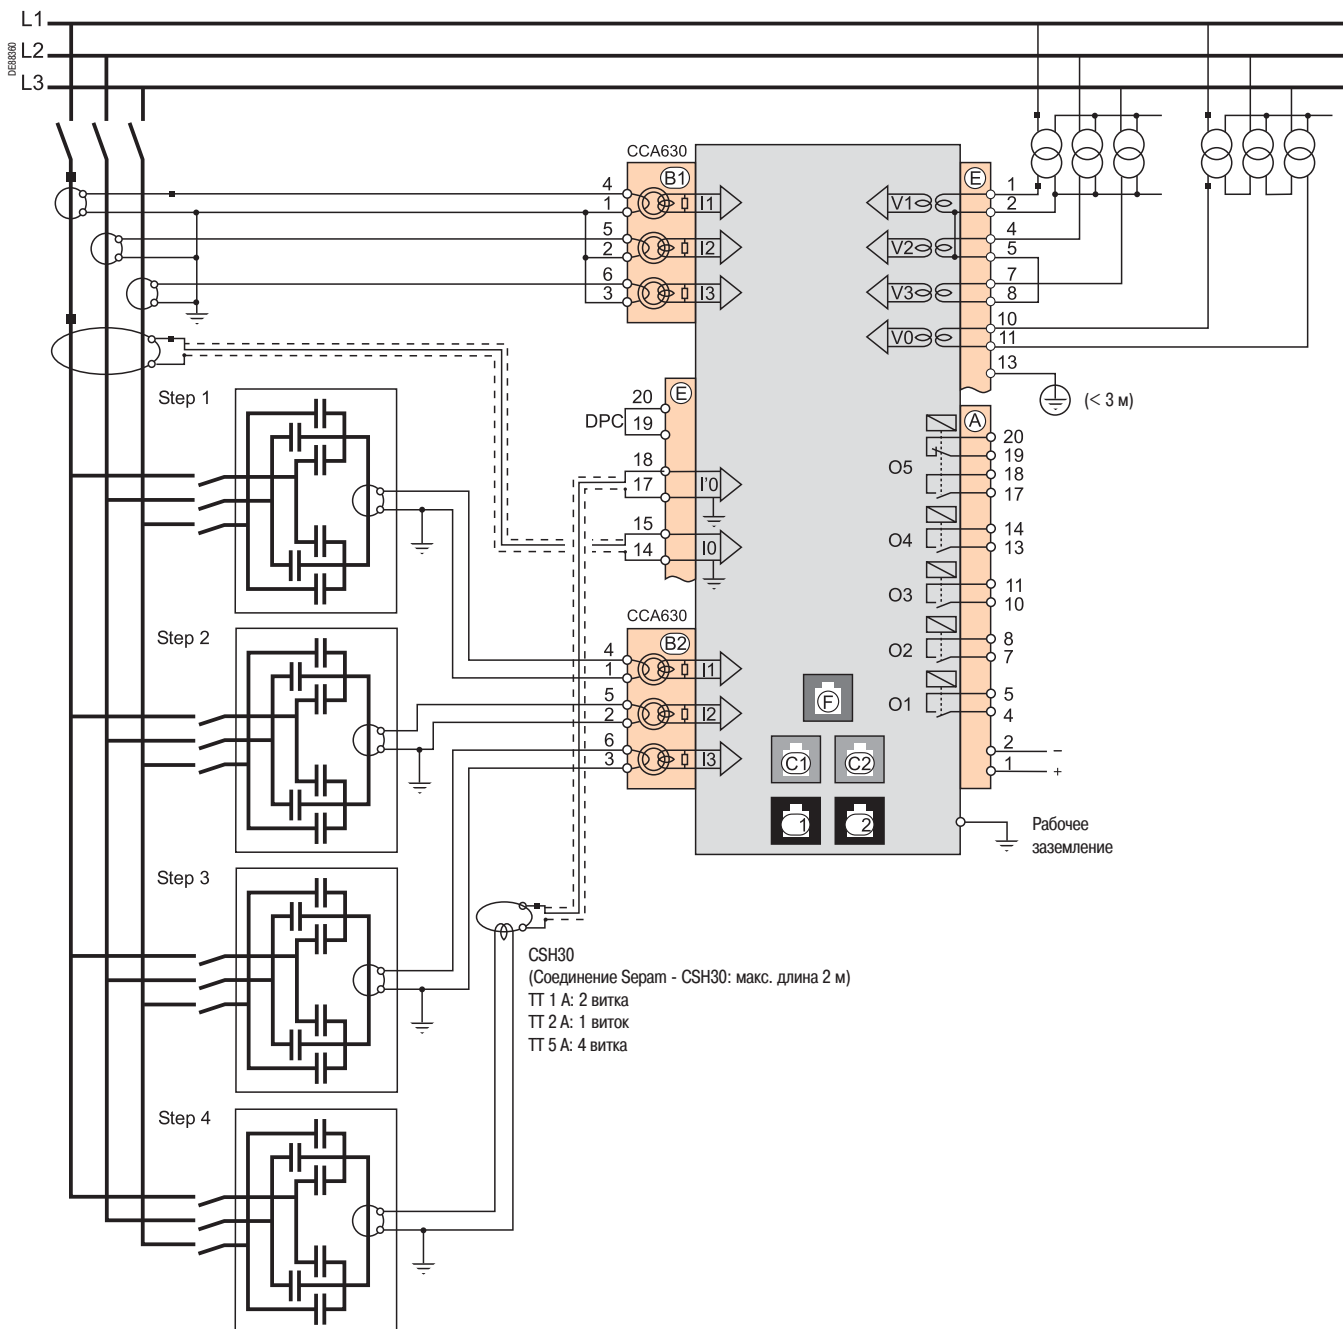 L1
DE88360
L2
L3
CCA630
B1
4
1
I1
5
2
I2
6
3
I3
E
V1
1
2
V2
4
5
V3
7
8
V0
10
11
13
(< 3 м)
E
20
DPC
19
18
17
I'0
15
14
I0
A
O5
20
19
18
17
O4
14
13
O3
11
10
O2
8
7
O1
5
4
2
–
1
+
Step 1
Step 2
CCA630
B2
4
1
I1
5
2
I2
6
3
I3
F
C1
C2
1
2
Рабочее
заземление
Step 3
CSH30
(Соединение Sepam - CSH30: макс. длина 2 м)
ТТ 1 А: 2 витка
ТТ 2 А: 1 виток
ТТ 5 А: 4 витка
Step 4